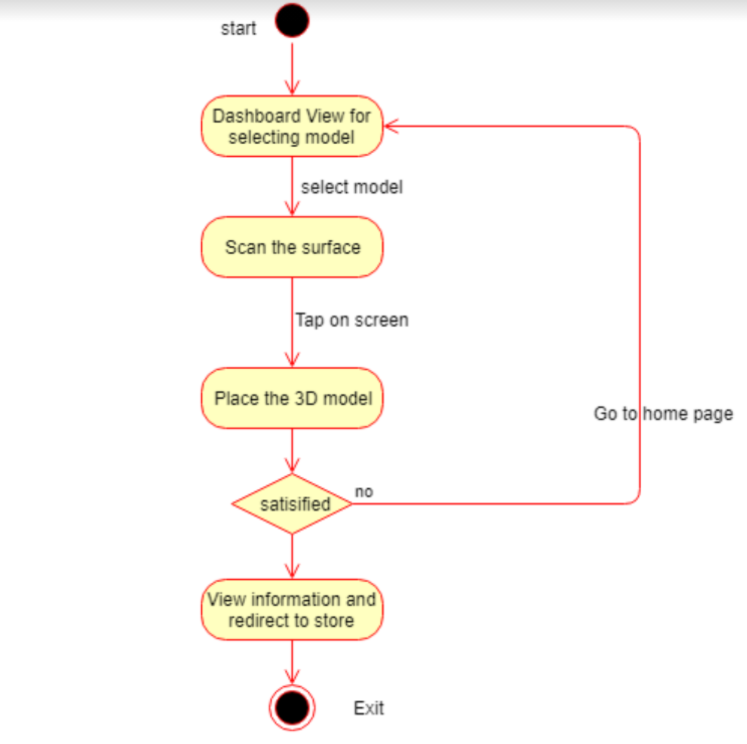 start
Dashboard View for
selecting model
select model
Scan the surface
Tap on screen
Place the 3D model
Go to home page
no
satisified
View information and
redirect to store
Exit